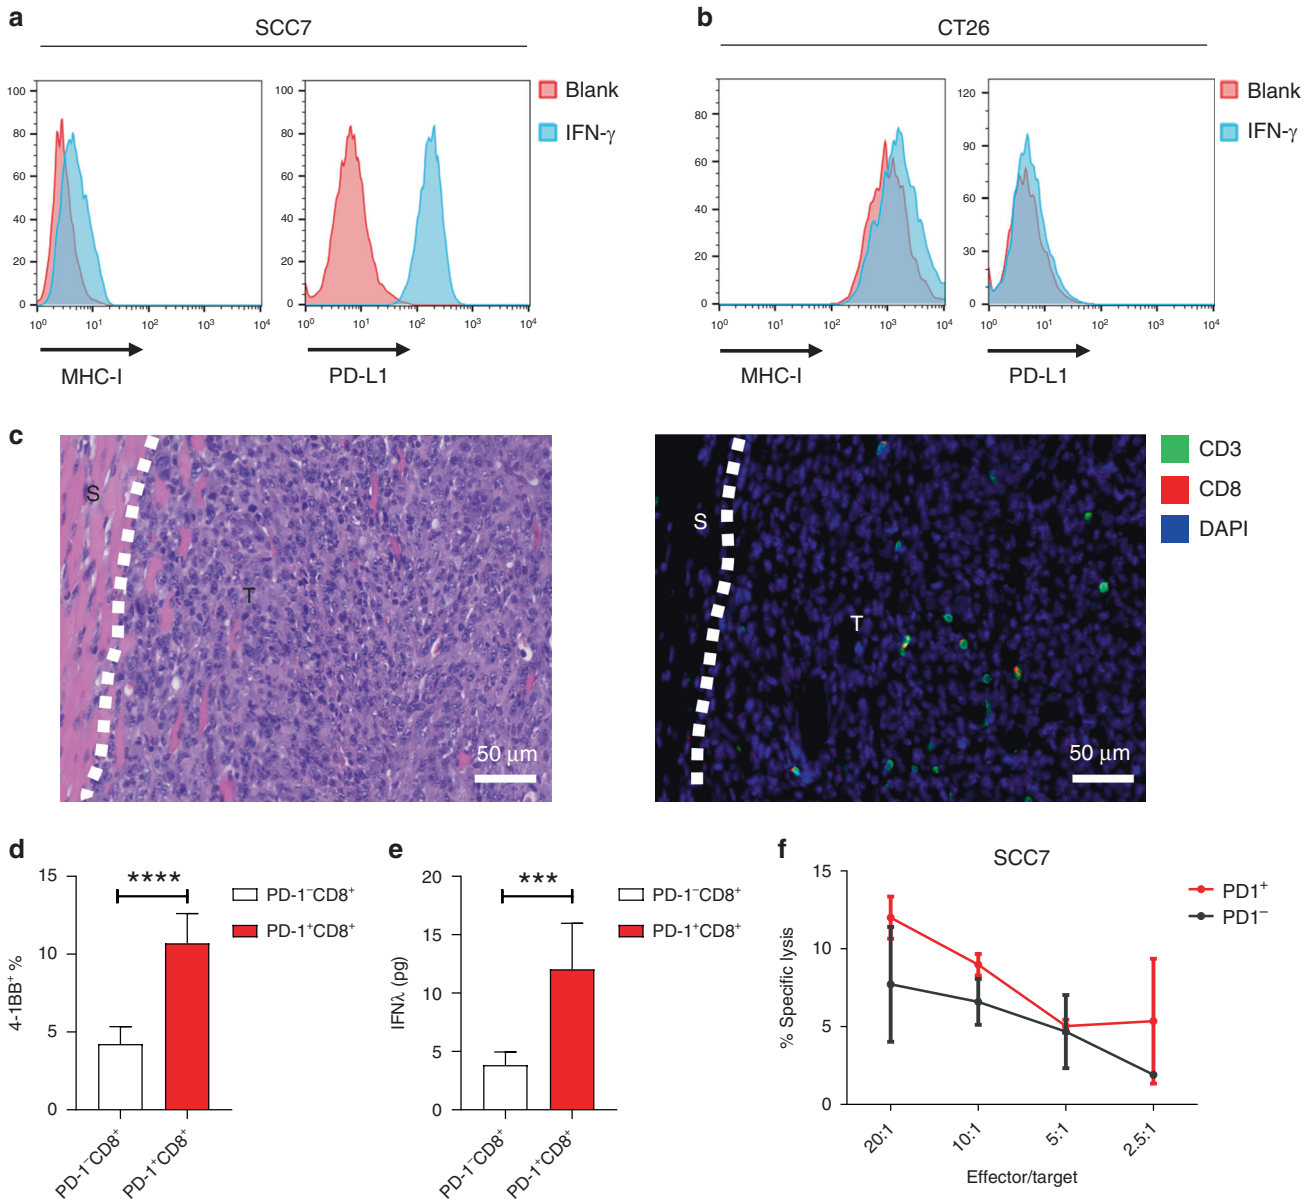 a
SCC7
100
80
60
40
20
0
10⁰ 10¹ 10² 10³ 10⁴
MHC-I
100
80
60
40
20
0
10⁰ 10¹ 10² 10³ 10⁴
PD-L1
Blank
IFN-γ
b
CT26
80
60
40
20
0
10⁰ 10¹ 10² 10³ 10⁴
MHC-I
120
90
60
30
0
10⁰ 10¹ 10² 10³ 10⁴
PD-L1
Blank
IFN-γ
c
S
T
50 μm
S
T
50 μm
CD3
CD8
DAPI
d
4-1BB⁺ %
15
10
5
0
****
PD-1⁻CD8⁺
PD-1⁺CD8⁺
PD-1⁻CD8⁺
PD-1⁺CD8⁺
e
IFNλ (pg)
20
15
10
5
0
***
PD-1⁻CD8⁺
PD-1⁺CD8⁺
PD-1⁻CD8⁺
PD-1⁺CD8⁺
f
SCC7
% Specific lysis
15
10
5
0
20:1
10:1
5:1
2.5:1
Effector/target
PD1⁺
PD1⁻